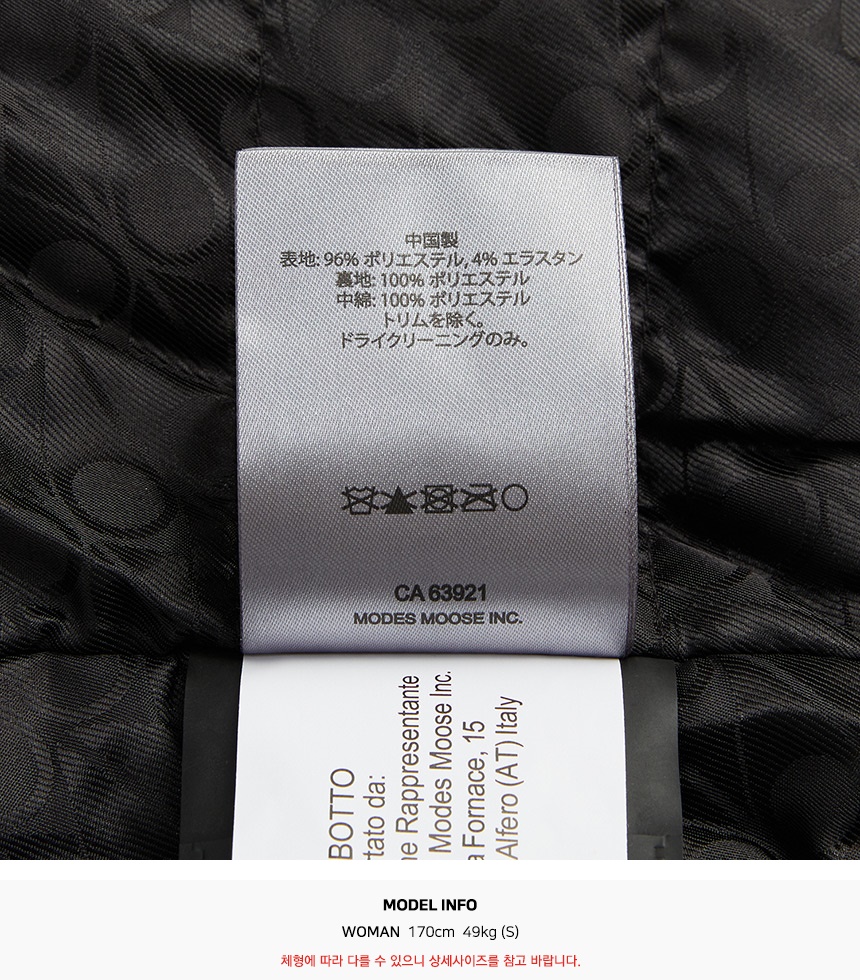 中国製
表地: 96% ポリエステル, 4% エラスタン
裏地: 100% ポリエステル
中綿: 100% ポリエステル
トリムを除く。
ドライクリーニングのみ。
CA 63921
MODES MOOSE INC.
BOTTO
tato da:
e Rappresentante
Modes Moose Inc.
a Fornace, 15
Alfero (AT) Italy
MODEL INFO
WOMAN 170cm 49kg (S)
체형에 따라 다를 수 있으니 상세사이즈를 참고 바랍니다.